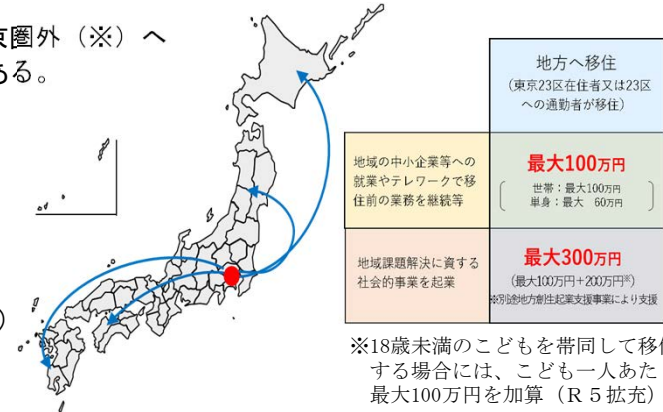 京圏外（※）へ
ある。
）
地方へ移住
（東京23区在住者又は23区
への通勤者が移住）
地域の中小企業等への
就業やテレワークで移
住前の業務を継続等
最大100万円
世帯：最大100万円
単身：最大 60万円
地域課題解決に資する
社会的事業を起業
最大300万円
（最大100万円＋200万円※）
※別途地方創生起業支援事業により支援
※18歳未満のこどもを帯同して移住
する場合には、こども一人あた
最大100万円を加算（Ｒ５拡充）